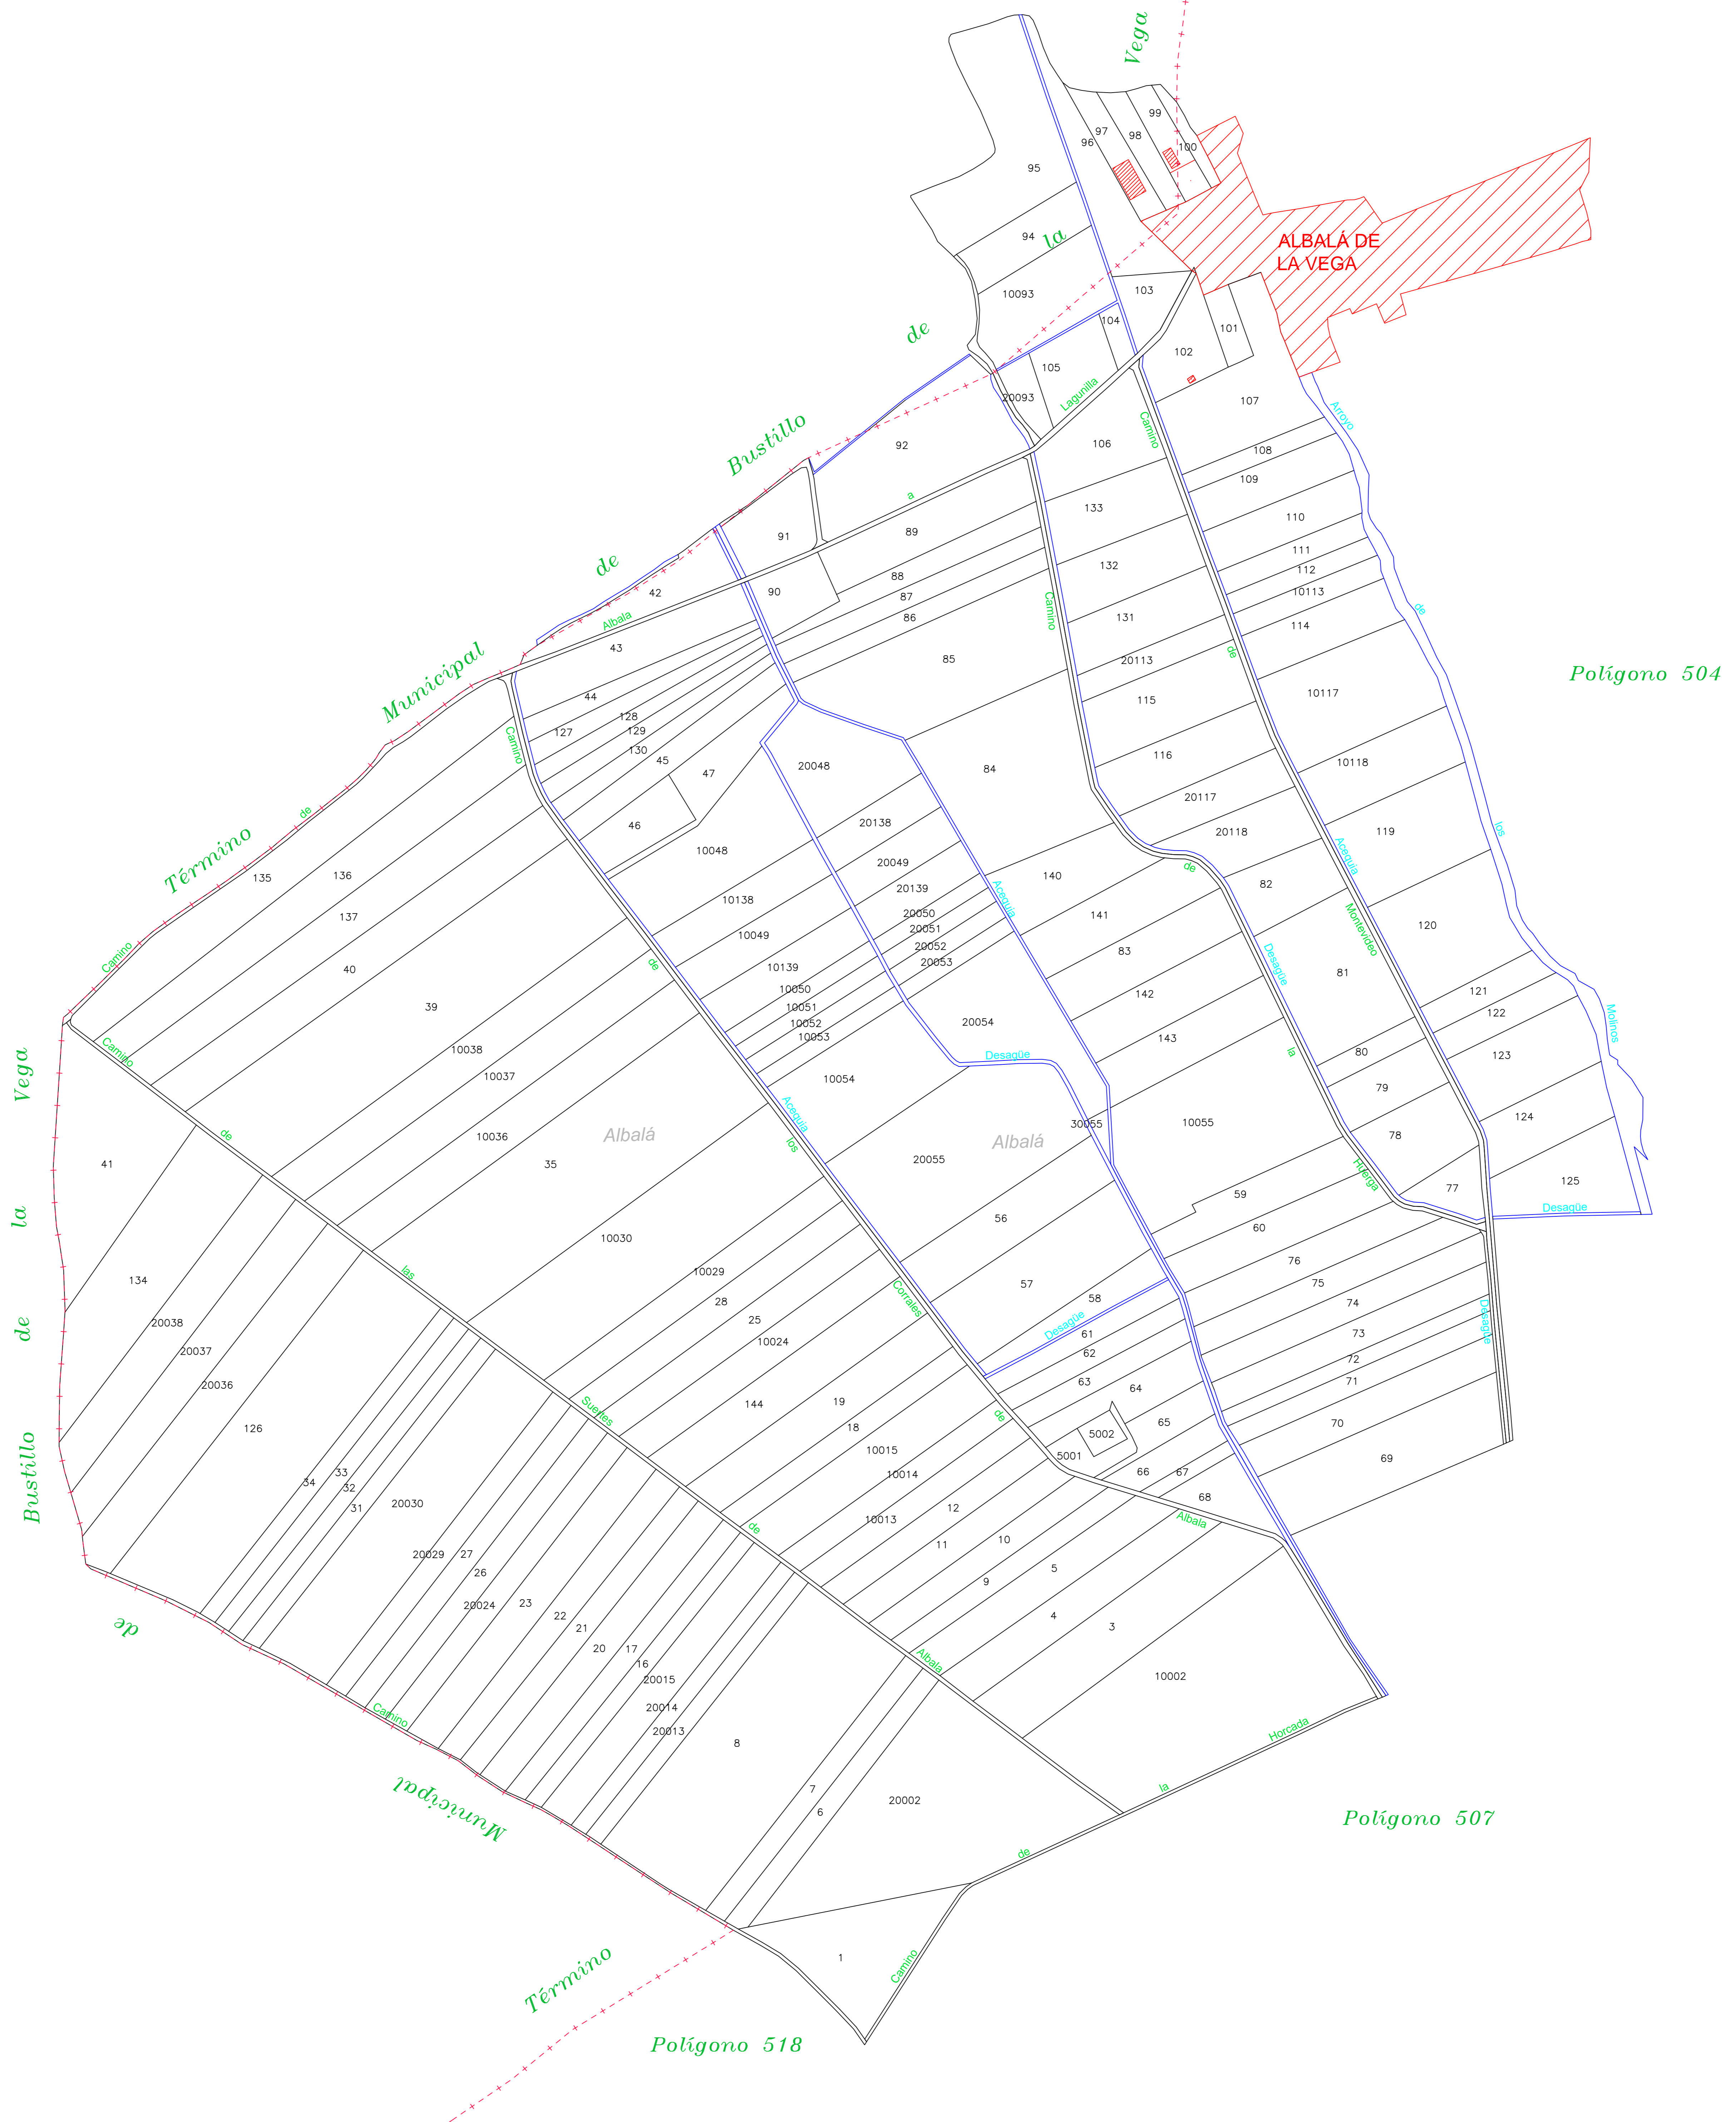 Vega
99
97
98
96
100
95
94
la
ALBALÁ DE
LA VEGA
103
10093
104
101
102
105
de
Lagunilla
20093
107
Arroyo
Camino
106
92
Bustillo
108
109
a
133
110
91
89
111
112
132
de
42
90
88
10113
87
86
Camino
de
131
Albala
114
43
de
85
20113
Polígono 504
Municipal
44
10117
115
128
127
129
Camino
130
45
47
116
10118
20048
84
20117
de
46
20138
20118
119
los
Término
10048
20049
Acequia
de
135
136
20139
140
82
10138
Acequia
137
20050
141
20051
Montevideo
120
10049
20052
83
40
20053
de
10139
Desagüe
81
10050
142
121
39
10051
122
10052
20054
Molinos
Camino
10053
143
la
10038
Desagüe
80
123
Camino
10037
10054
79
Vega
Acequia
10055
124
30055
de
10036
Albalá
los
Albalá
78
41
35
20055
Huerga
77
125
59
56
Desagüe
la
60
10030
76
134
las
10029
57
75
Corrales
58
28
74
20038
25
Desagüe
61
73
Desagüe
de
20037
10024
62
72
20036
63
71
64
144
19
Suertes
de
65
70
126
18
5002
10015
5001
69
Bustillo
33
10014
66
67
34
32
68
31
20030
12
10013
Albala
de
10
11
20029
27
5
26
9
20024
23
22
4
21
3
de
20
17
16
Albala
20015
10002
20014
Camino
20013
8
Horcada
7
la
6
20002
Municipal
Polígono 507
de
1
Camino
Término
Polígono 518